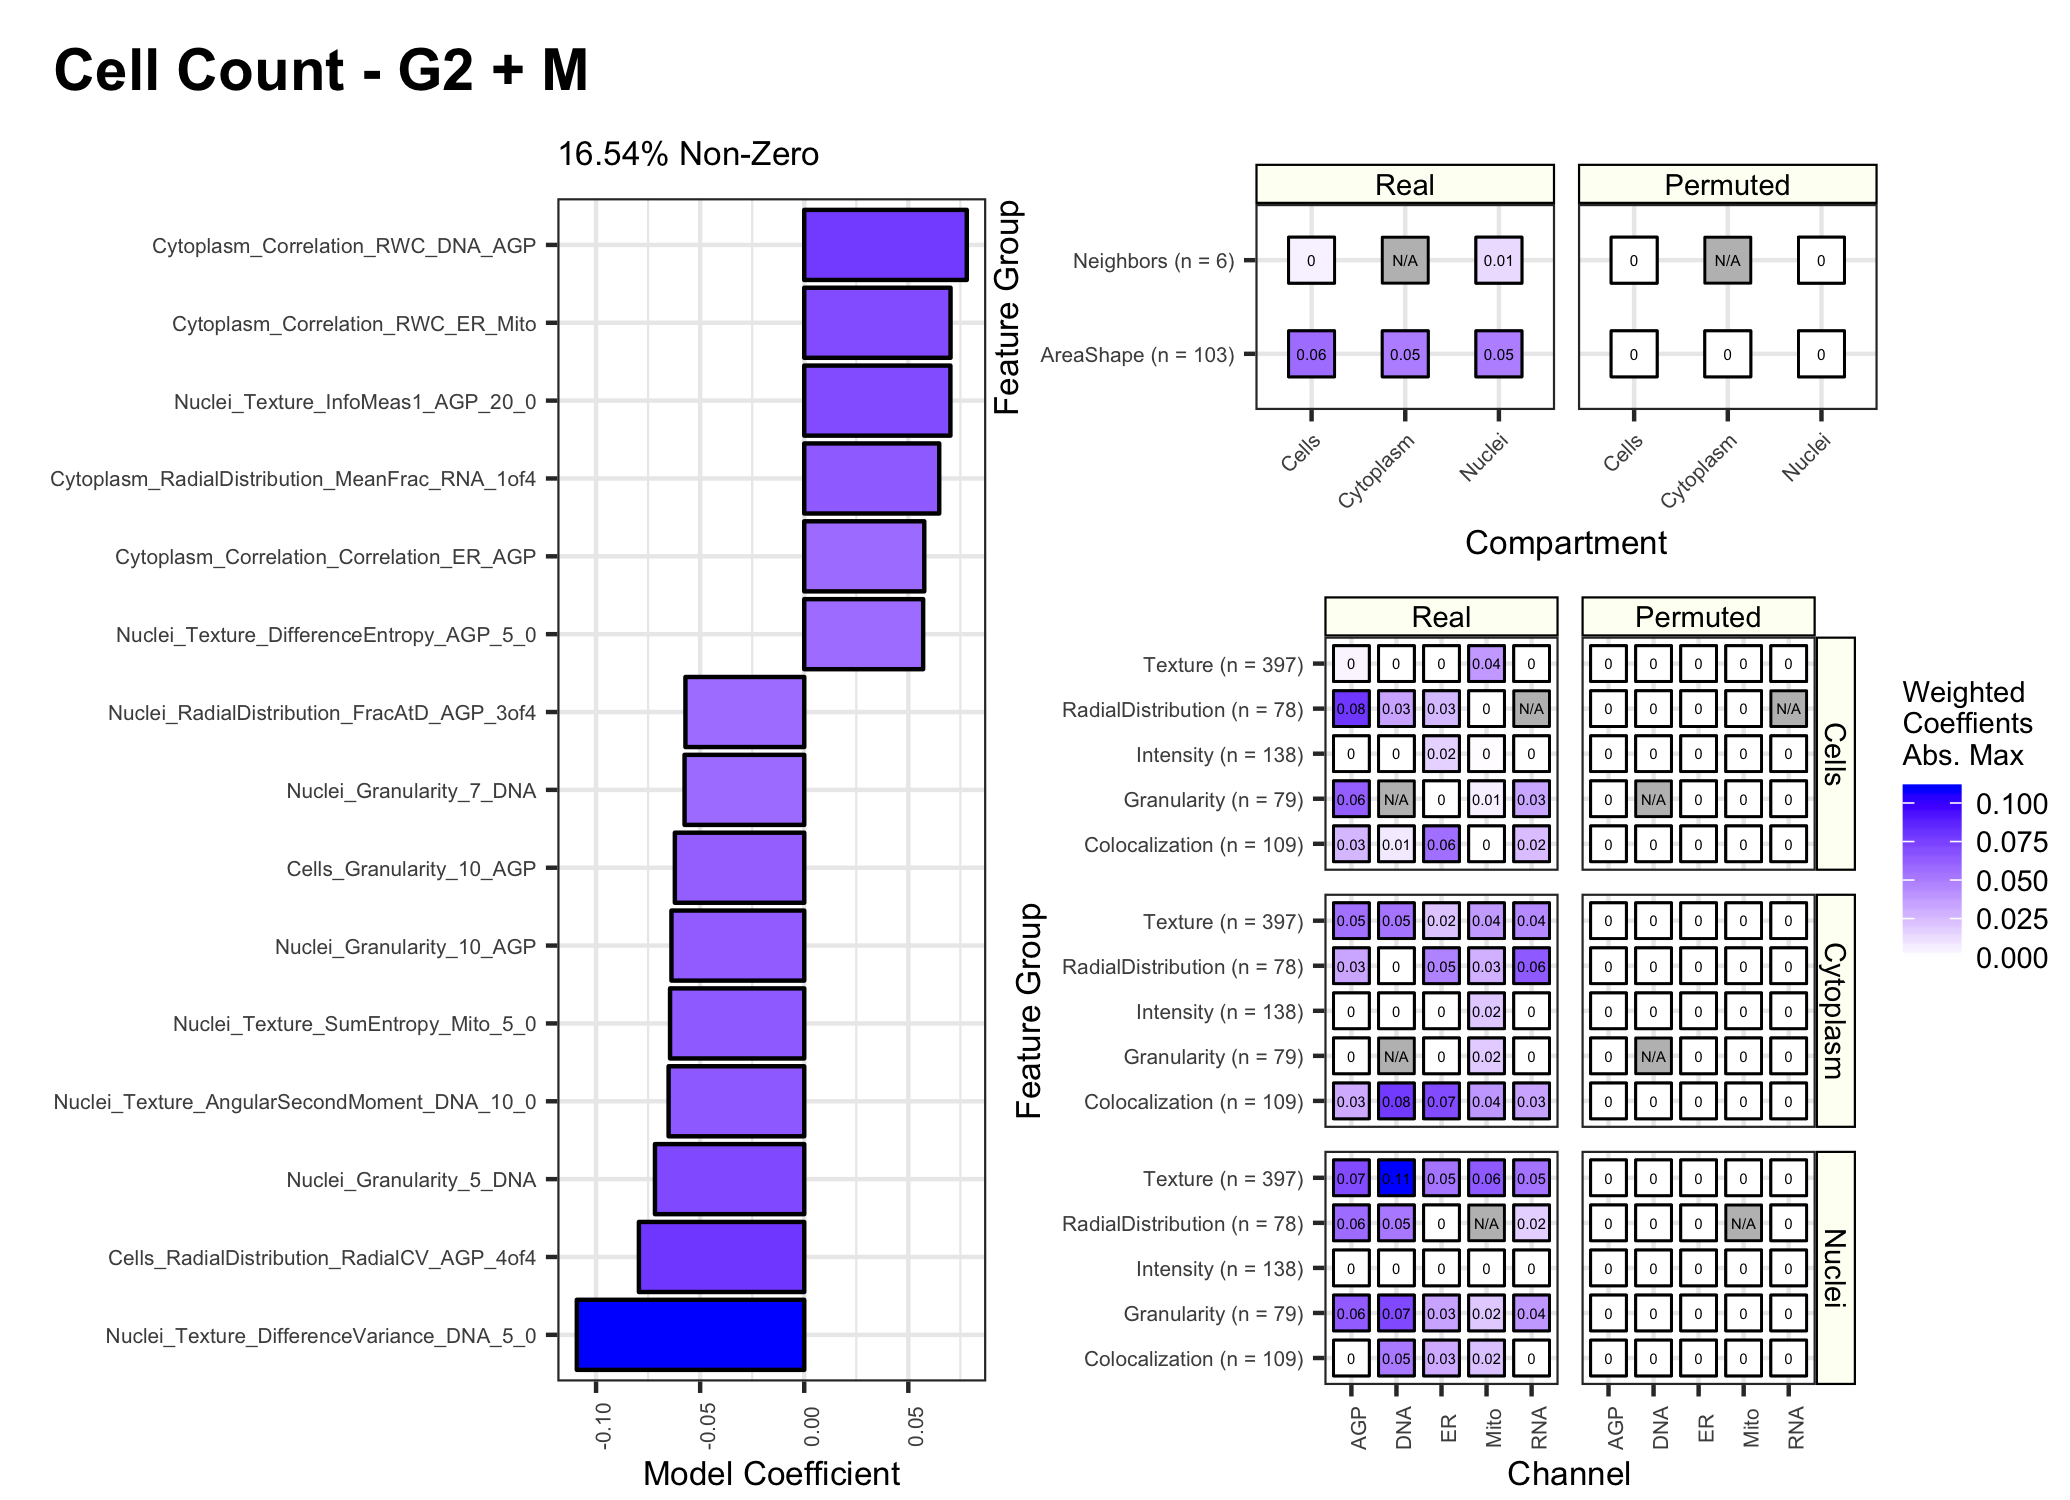 Cell Count - G2 + M
16.54% Non-Zero
Cytoplasm_Correlation_RWC_DNA_AGP
Cytoplasm_Correlation_RWC_ER_Mito
Nuclei_Texture_InfoMeas1_AGP_20_0
Cytoplasm_RadialDistribution_MeanFrac_RNA_1of4
Cytoplasm_Correlation_Correlation_ER_AGP
Nuclei_Texture_DifferenceEntropy_AGP_5_0
Nuclei_RadialDistribution_FracAtD_AGP_3of4
Nuclei_Granularity_7_DNA
Cells_Granularity_10_AGP
Nuclei_Granularity_10_AGP
Nuclei_Texture_SumEntropy_Mito_5_0
Nuclei_Texture_AngularSecondMoment_DNA_10_0
Nuclei_Granularity_5_DNA
Cells_RadialDistribution_RadialCV_AGP_4of4
Nuclei_Texture_DifferenceVariance_DNA_5_0
-0.10 -0.05 0.00 0.05
Model Coefficient
Feature Group
Real Permuted
Neighbors (n = 6) 0 N/A 0.01 0 N/A 0
AreaShape (n = 103) 0.06 0.05 0.05 0 0 0
Cells Cytoplasm Nuclei Cells Cytoplasm Nuclei
Compartment
Feature Group
Real Permuted
Texture (n = 397) 0 0 0 0.04 0 0 0 0 0 0
RadialDistribution (n = 78) 0.08 0.03 0.03 0 N/A 0 0 0 0 N/A
Intensity (n = 138) 0 0 0.02 0 0 0 0 0 0 0
Granularity (n = 79) 0.06 N/A 0 0.01 0.03 0 N/A 0 0 0
Colocalization (n = 109) 0.03 0.01 0.06 0 0.02 0 0 0 0 0
Cells
Texture (n = 397) 0.05 0.05 0.02 0.04 0.04 0 0 0 0 0
RadialDistribution (n = 78) 0.03 0 0.05 0.03 0.06 0 0 0 0 0
Intensity (n = 138) 0 0 0 0.02 0 0 0 0 0 0
Granularity (n = 79) 0 N/A 0 0.02 0 0 N/A 0 0 0
Colocalization (n = 109) 0.03 0.08 0.07 0.04 0.03 0 0 0 0 0
Cytoplasm
Texture (n = 397) 0.07 0.11 0.05 0.06 0.05 0 0 0 0 0
RadialDistribution (n = 78) 0.06 0.05 0 N/A 0.02 0 0 0 N/A 0
Intensity (n = 138) 0 0 0 0 0 0 0 0 0 0
Granularity (n = 79) 0.06 0.07 0.03 0.02 0.04 0 0 0 0 0
Colocalization (n = 109) 0 0.05 0.03 0.02 0 0 0 0 0 0
Nuclei
AGP DNA ER Mito RNA AGP DNA ER Mito RNA
Channel
Weighted
Coeffients
Abs. Max
0.100
0.075
0.050
0.025
0.000